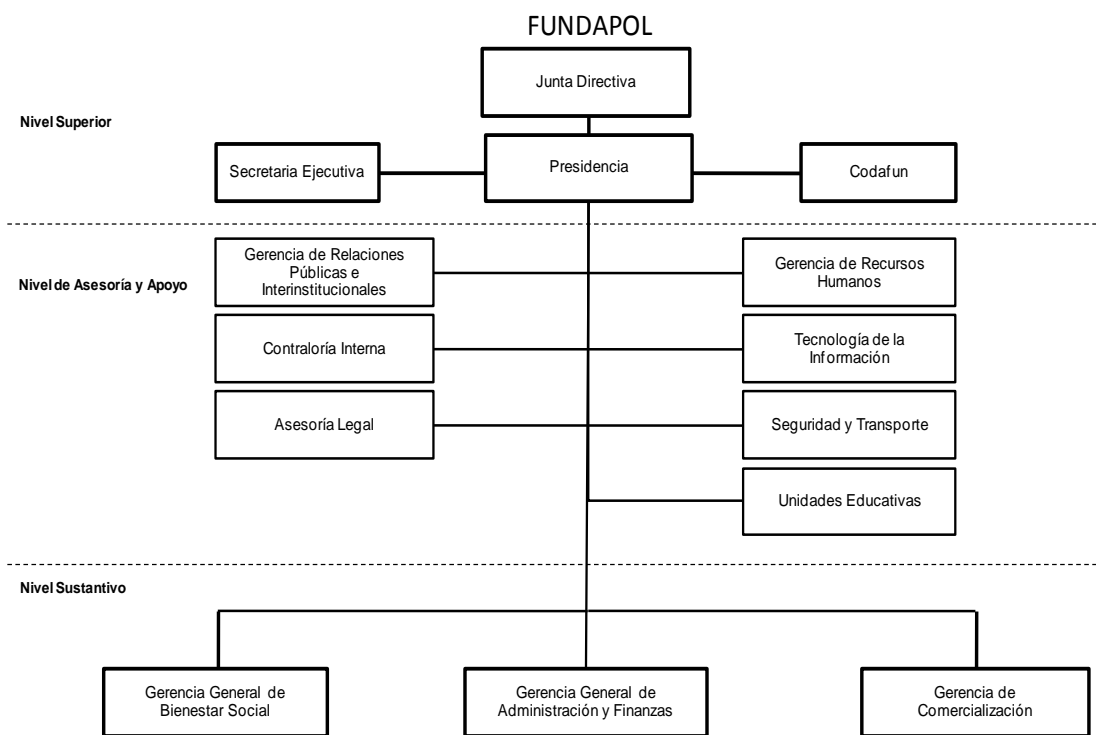 FUNDAPOL
Junta Directiva
Nivel Superior
Secretaria Ejecutiva
Presidencia
Codafun
Gerencia de Relaciones
Públicas e
Interinstitucionales
Gerencia de Recursos
Humanos
Nivel de Asesoría y Apoyo
Contraloría Interna
Tecnología de la
Información
Asesoría Legal
Seguridad y Transporte
Unidades Educativas
Nivel Sustantivo
Gerencia General de
Bienestar Social
Gerencia General de
Administración y Finanzas
Gerencia de
Comercialización